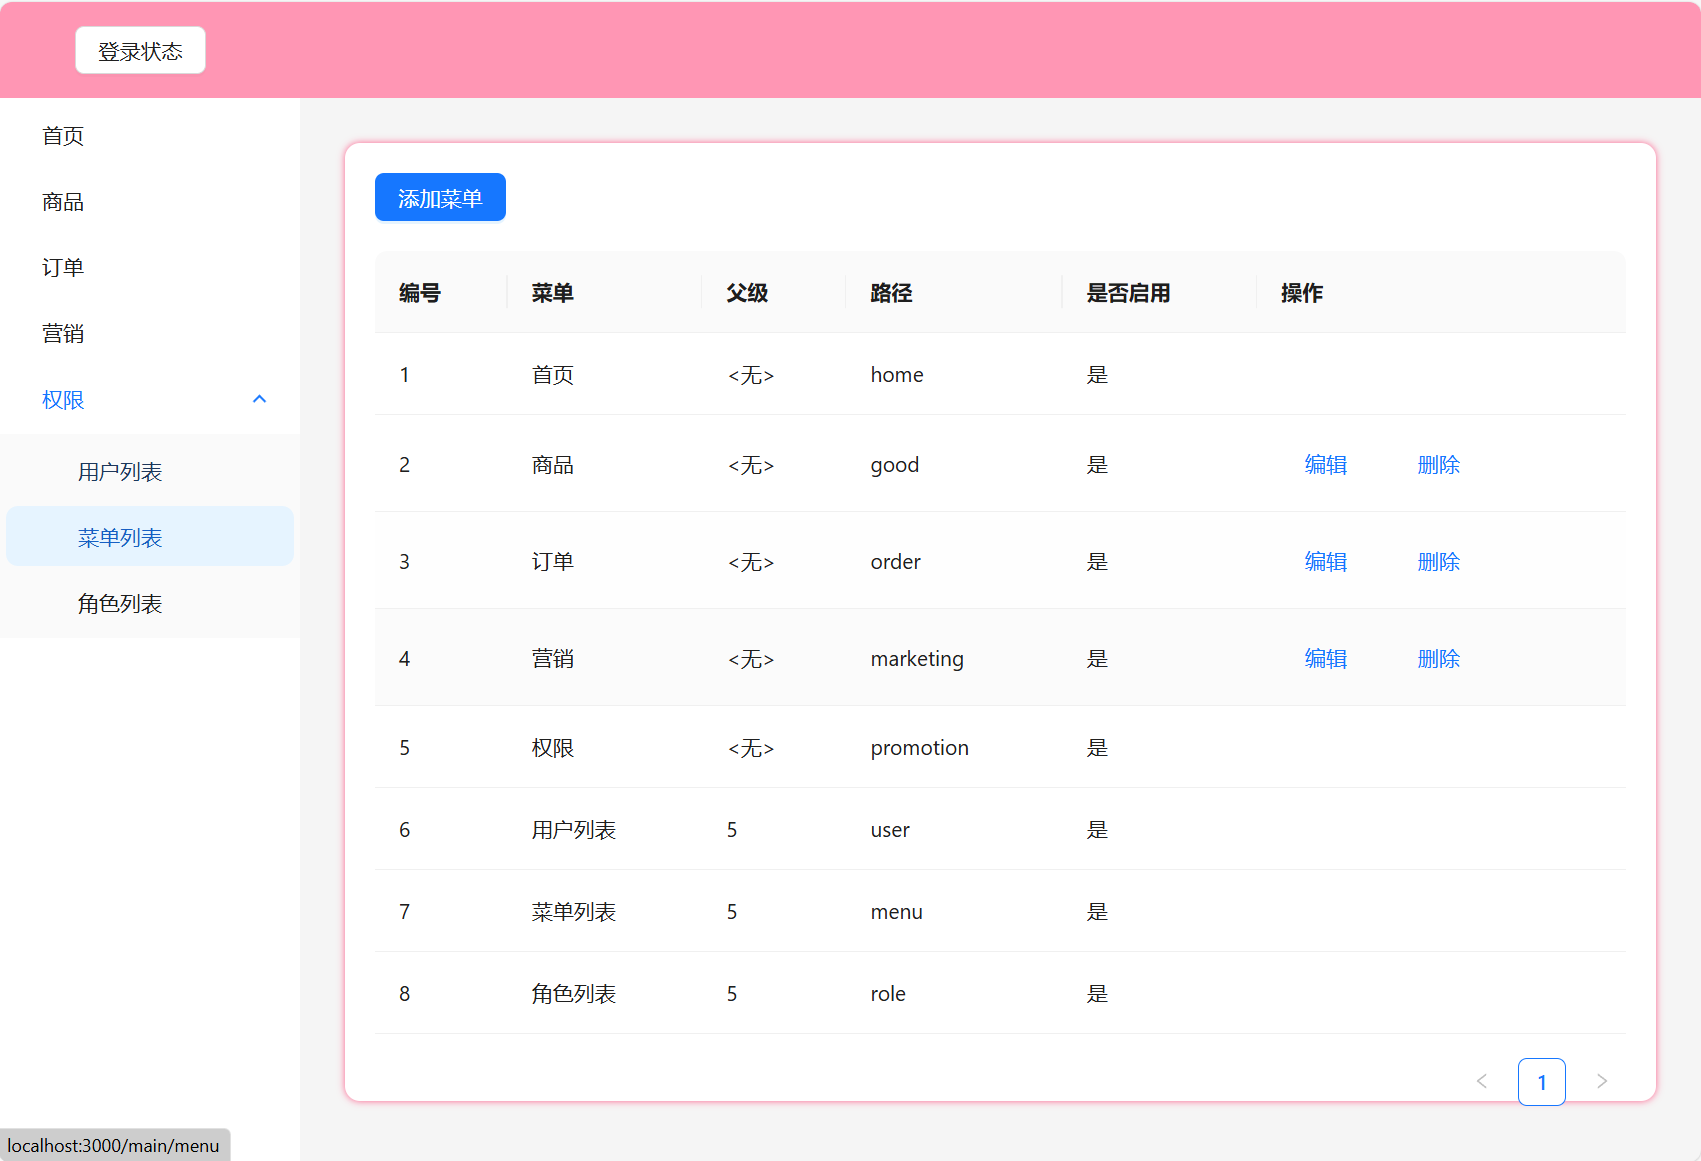 登录状态
首页
商品
订单
营销
权限
用户列表
菜单列表
角色列表
添加菜单
编号 菜单 父级 路径 是否启用 操作
1 首页 <无> home 是
2 商品 <无> good 是 编辑 删除
3 订单 <无> order 是 编辑 删除
4 营销 <无> marketing 是 编辑 删除
5 权限 <无> promotion 是
6 用户列表 5 user 是
7 菜单列表 5 menu 是
8 角色列表 5 role 是
< 1 >
localhost:3000/main/menu